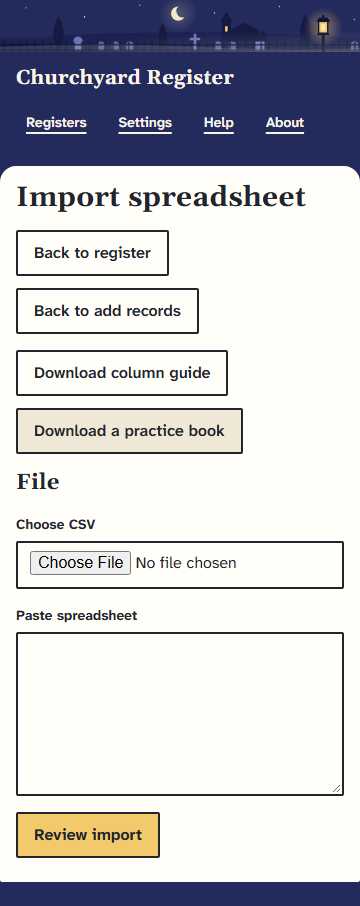 Churchyard Register
Registers Settings Help About
Import spreadsheet
Back to register
Back to add records
Download column guide
Download a practice book
File
Choose CSV
Choose File No file chosen
Paste spreadsheet
Review import